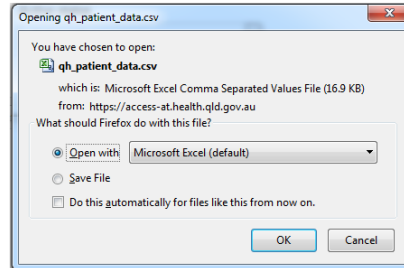 Opening qh_patient_data.csv
You have chosen to open:
qh_patient_data.csv
which is: Microsoft Excel Comma Separated Values File (16.9 KB)
from: https://access-at.health.qld.gov.au
What should Firefox do with this file?
Open with Microsoft Excel (default)
Save File
Do this automatically for files like this from now on.
OK Cancel